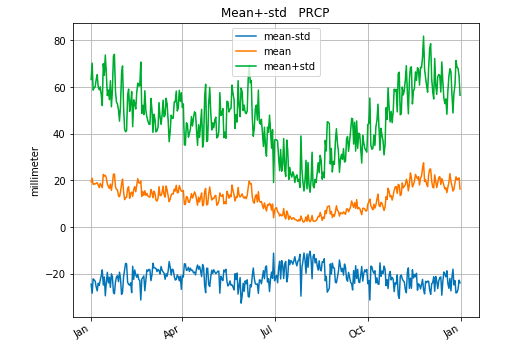 Mean+-std PRCP
mean-std
mean
mean+std
millimeter
80
60
40
20
0
−20
Jan
Apr
Jul
Oct
Jan